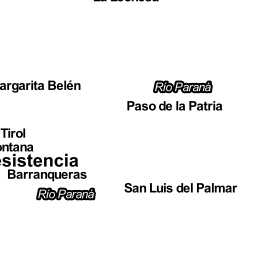 argarita Belén
Río Paraná
Paso de la Patria
Tirol
ontana
esistencia
Barranqueras
San Luis del Palmar
Río Paraná